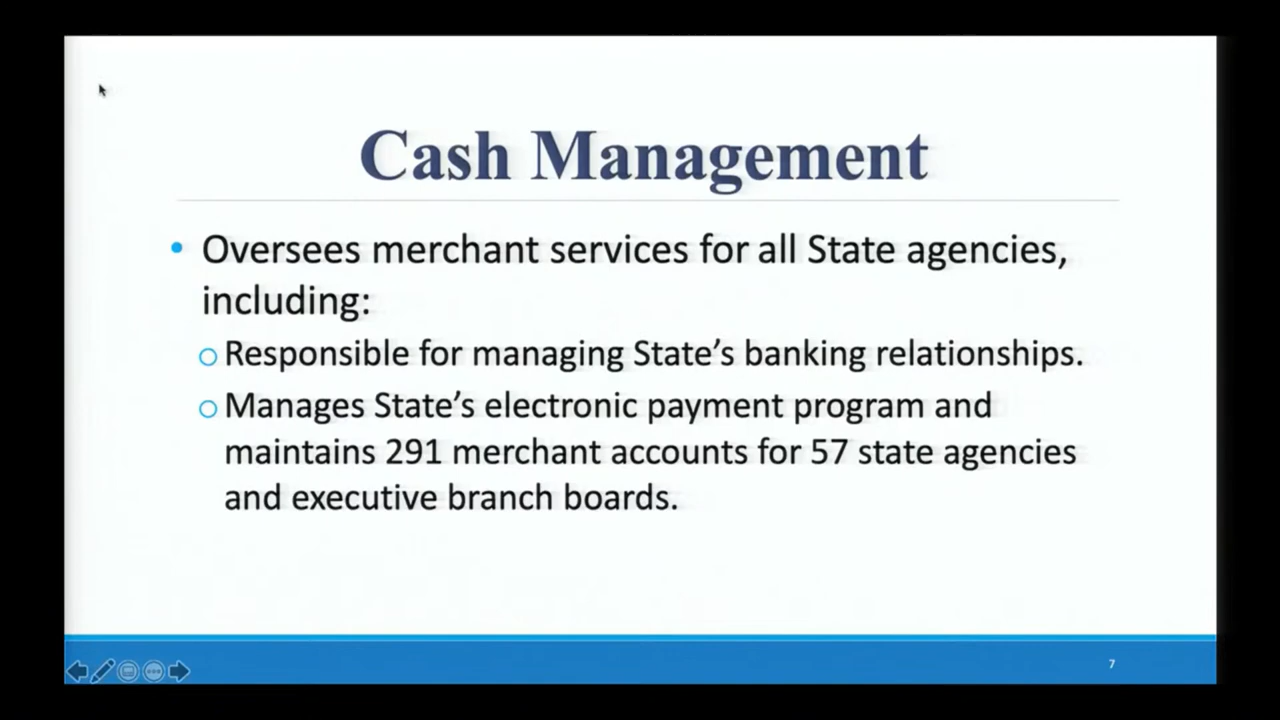 Cash Management
• Oversees merchant services for all State agencies,
including:
o Responsible for managing State’s banking relationships.
o Manages State’s electronic payment program and
maintains 291 merchant accounts for 57 state agencies
and executive branch boards.
7